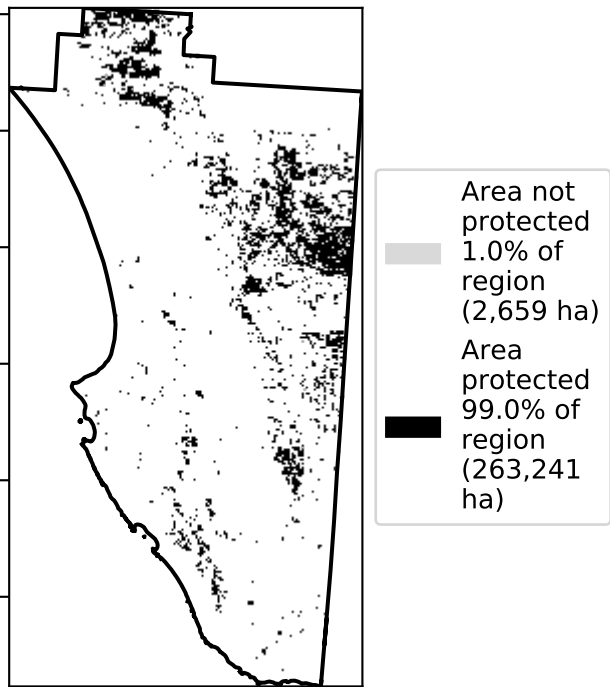 Area not
protected
1.0% of
region
(2,659 ha)
Area
protected
99.0% of
region
(263,241
ha)